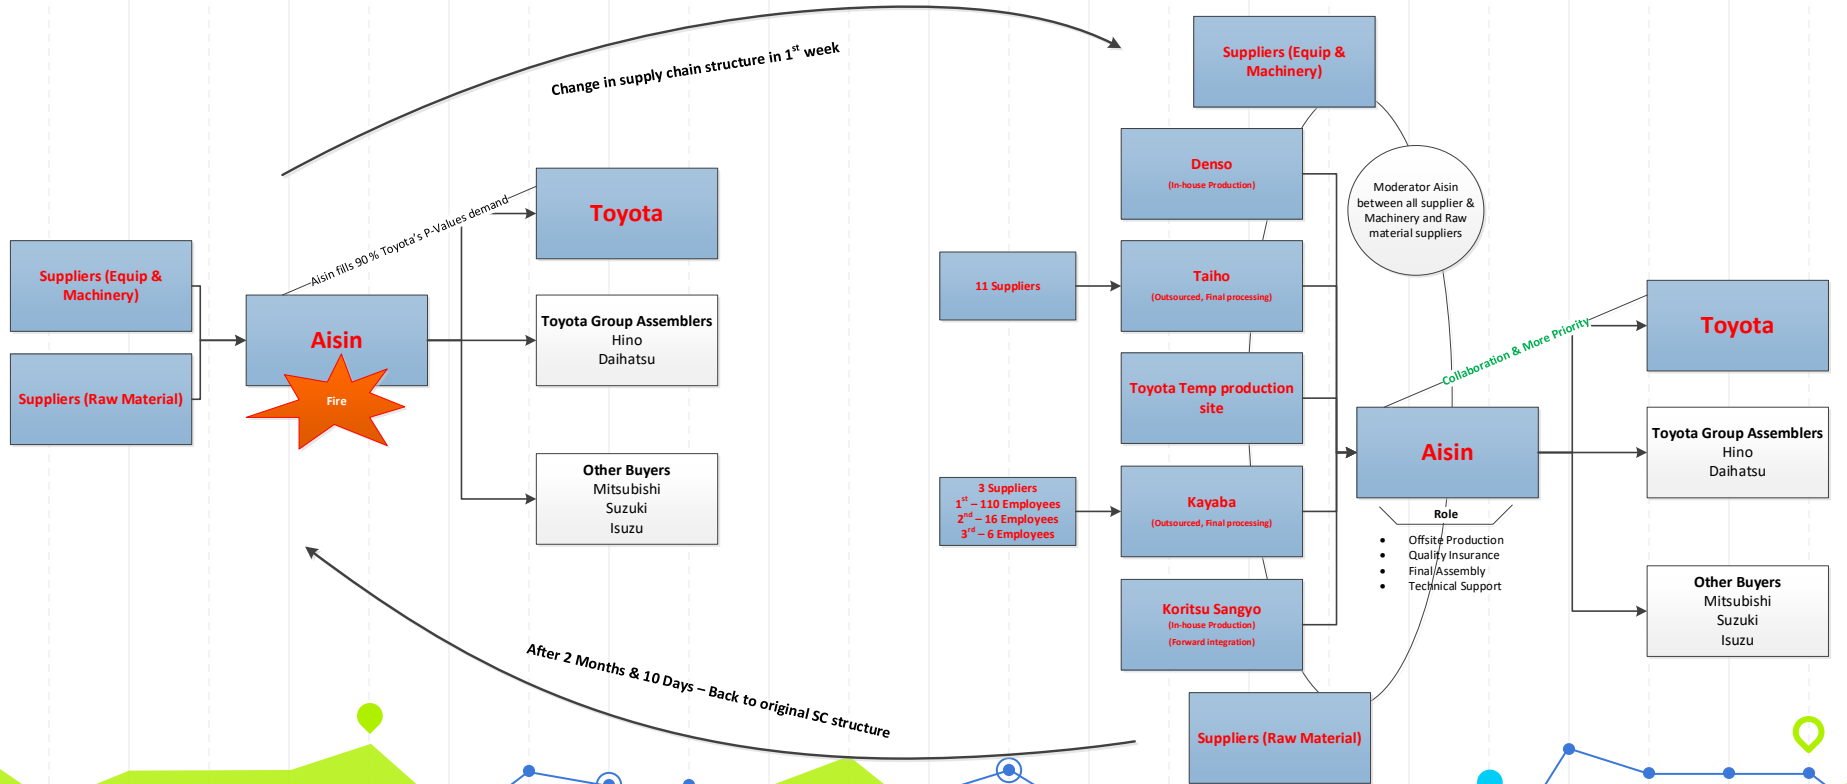 Change in supply chain structure in 1st week
Suppliers (Equip &
Machinery)
Suppliers (Raw Material)
Aisin
Fire
Aisin fills 90 % Toyota's P-Values demand
Toyota
Toyota Group Assemblers
Hino
Daihatsu
Other Buyers
Mitsubishi
Suzuki
Isuzu
After 2 Months & 10 Days – Back to original SC structure
Suppliers (Equip &
Machinery)
Denso
(In-house Production)
11 Suppliers
Taiho
(Outsourced, Final processing)
Toyota Temp production
site
3 Suppliers
1st – 110 Employees
2nd – 16 Employees
3rd – 6 Employees
Kayaba
(Outsourced, Final processing)
Koritsu Sangyo
(In-house Production)
(Forward integration)
Suppliers (Raw Material)
Moderator Aisin
between all supplier &
Machinery and Raw
material suppliers
Collaboration & More Priority
Aisin
Role
• Offsite Production
• Quality Insurance
• Final Assembly
• Technical Support
Toyota
Toyota Group Assemblers
Hino
Daihatsu
Other Buyers
Mitsubishi
Suzuki
Isuzu